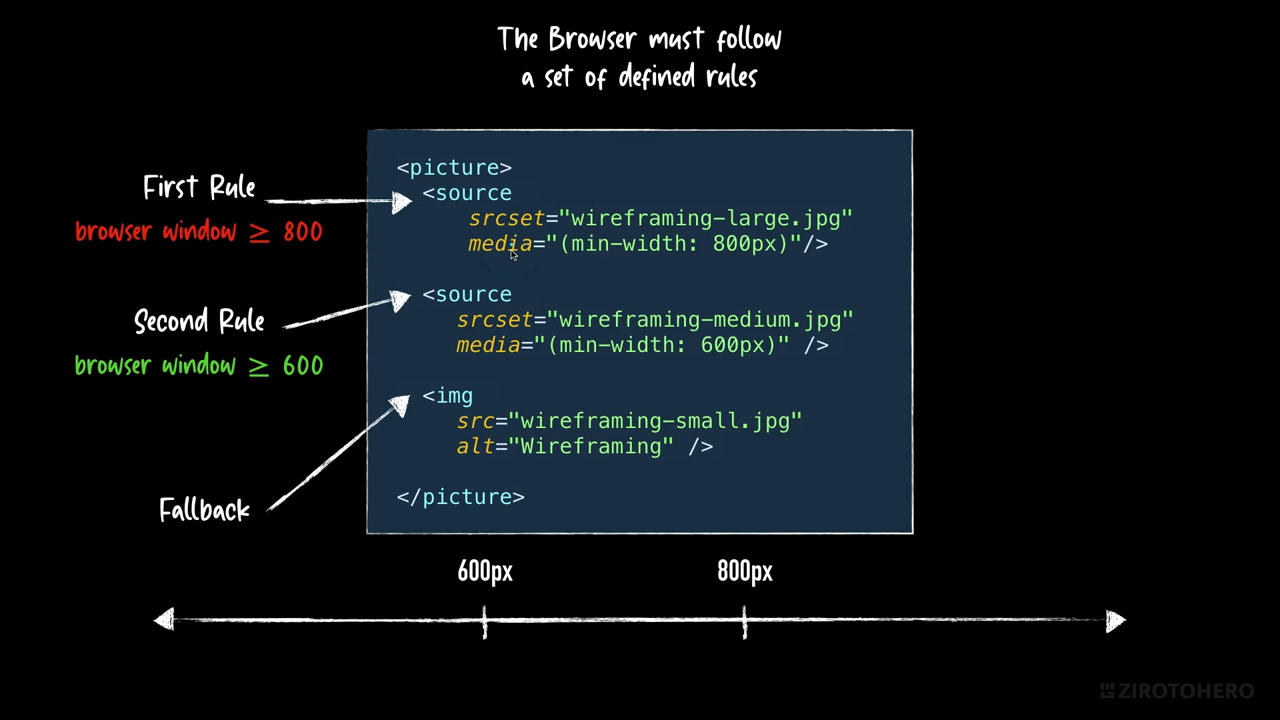 The Browser must follow
a set of defined rules
First Rule
browser window ≥ 800
Second Rule
browser window ≥ 600
Fallback
<picture>
<source
srcset="wireframing-large.jpg"
media="(min-width: 800px)"/>
<source
srcset="wireframing-medium.jpg"
media="(min-width: 600px)" />
<img
src="wireframing-small.jpg"
alt="Wireframing" />
</picture>
600px
800px
ZIROTOHERO